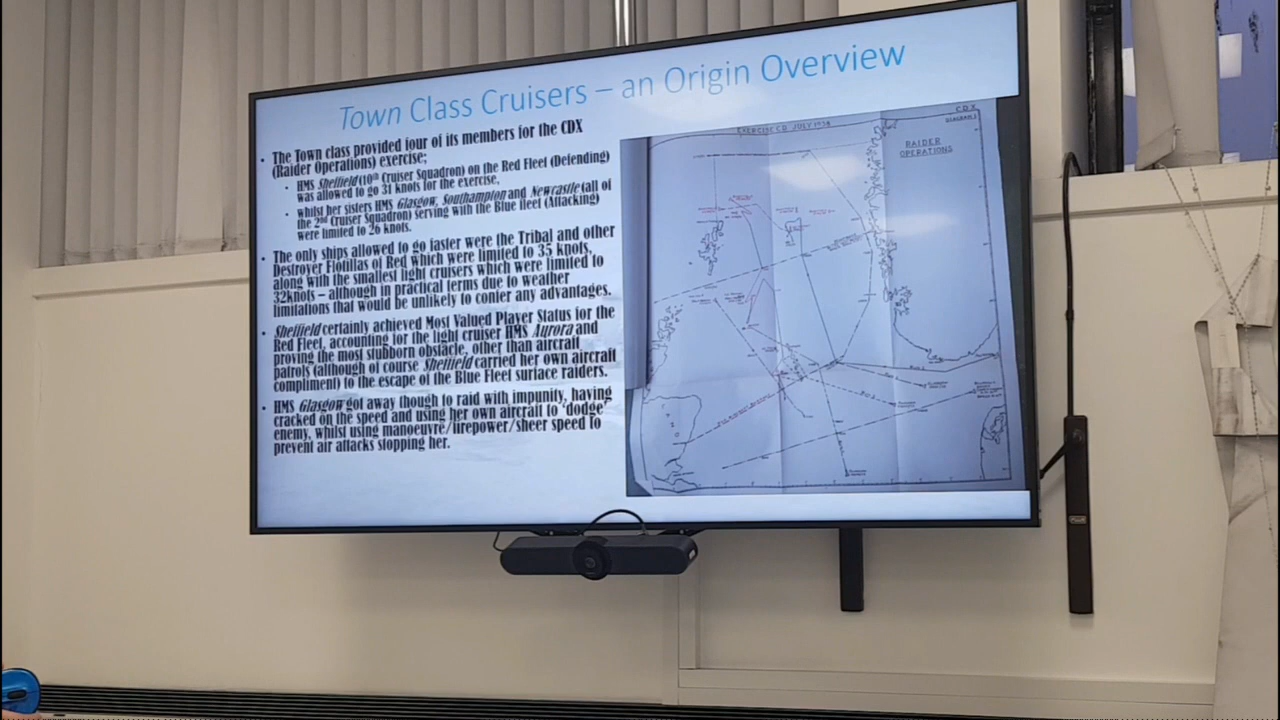 Town Class Cruisers – an Origin Overview
• The Town class provided four of its members for the CDX
(Raider Operations) exercise;
• HMS Sheffield (10th Cruiser Squadron) on the Red Fleet (Defending)
was allowed to go 31 knots for the exercise,
• whilst her sisters HMS Glasgow, Southampton and Newcastle (all of
the 2nd Cruiser Squadron) serving with the Blue fleet (Attacking)
were limited to 26 knots.
• The only ships allowed to go faster were the Tribal and other
Destroyer Flotillas of Red which were limited to 35 knots,
along with the smallest light cruisers which were limited to
32knots – although in practical terms due to weather
limitations that would be unlikely to confer any advantages.
• Sheffield certainly achieved Most Valued Player Status for the
Red Fleet, accounting for the light cruiser HMS Aurora and
proving the most stubborn obstacle, other than aircraft
patrols (although of course Sheffield carried her own aircraft
compliment) to the escape of the Blue Fleet surface raiders.
• HMS Glasgow got away though to raid with impunity, having
cracked on the speed and using her own aircraft to ‘dodge’
enemy, whilst using manoeuvre/firepower/sheer speed to
prevent air attacks stopping her.
EXERCISE C.D. JULY
C.D.X.
RAIDER
OPERATIONS